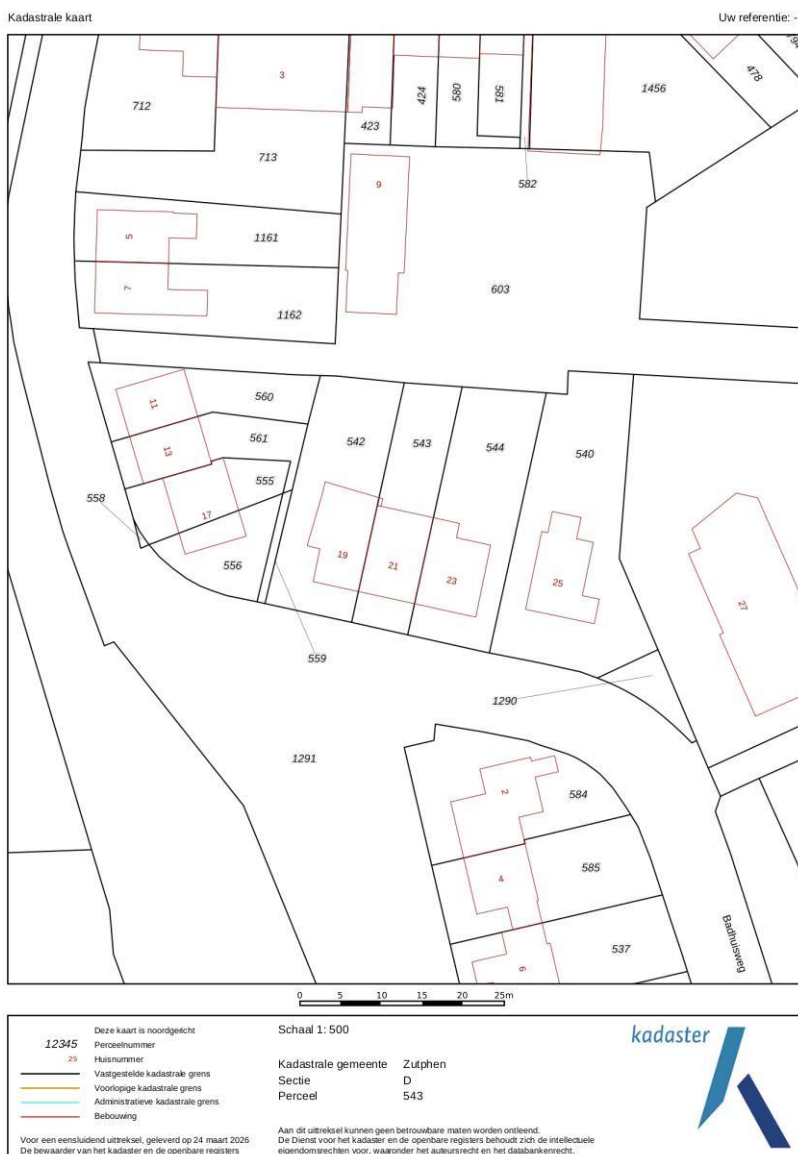 Kadastrale kaart Uw referentie: -
478
712
3
424
580
581
1456
423
713
582
9
5
1161
603
7
1162
560
11
561
542
543
544
540
13
555
558
17
556
19
21
23
25
27
559
1290
1291
2
584
4
585
Badhuisweg
537
6
0 5 10 15 20 25m
Deze kaart is noordgericht
12345 Perceelnummer
25 Huisnummer
Vastgestelde kadastrale grens
Voorlopige kadastrale grens
Administratieve kadastrale grens
Bebouwing
Voor een eensluidend uittreksel, geleverd op 24 maart 2026
De bewaarder van het kadaster en de openbare registers
Schaal 1: 500
Kadastrale gemeente Zutphen
Sectie D
Perceel 543
Aan dit uittreksel kunnen geen betrouwbare maten worden ontleend.
De Dienst voor het kadaster en de openbare registers behoudt zich de intellectuele
eigendomsrechten voor, waaronder het auteursrecht en het databankenrecht.
kadaster